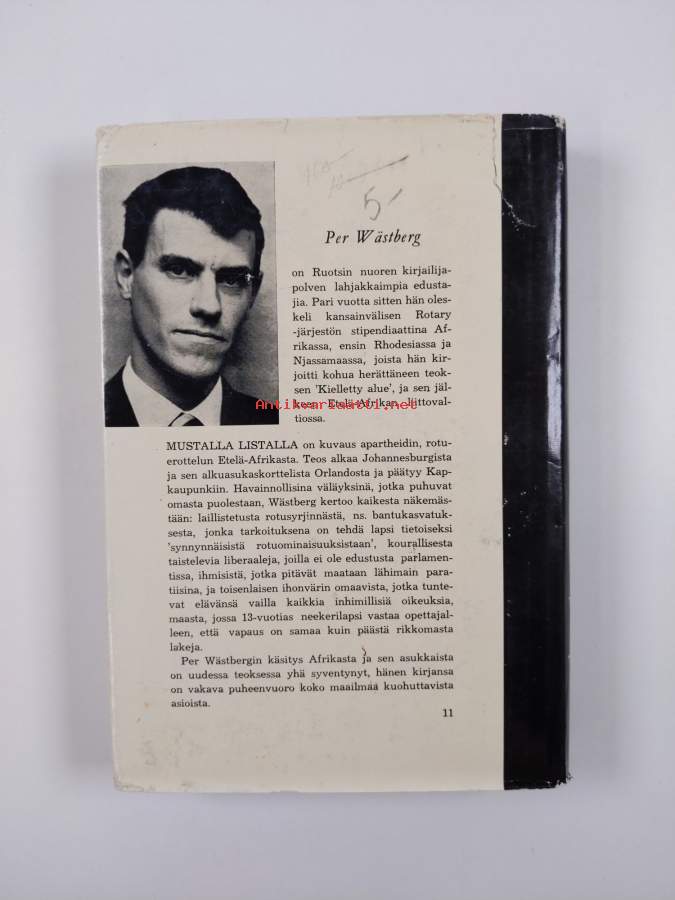 5-
Per Wästberg
on Ruotsin nuoren kirjailija-
polven lahjakkaimpia edusta-
jia. Pari vuotta sitten hän oles-
keli kansainvälisen Rotary
-järjestön stipendiaattina Af-
rikassa, ensin Rhodesiassa ja
Njassamaassa, joista hän kir-
joitti kohua herättäneen teok-
sen 'Kielletty alue', ja sen jäl-
keen Etelä-Afrikan liittoval-
tiossa.
Antikvariaatti.net
MUSTALLA LISTALLA on kuvaus apartheidin, rotu-
erottelun Etelä-Afrikasta. Teos alkaa Johannesburgista
ja sen alkuasukaskorttelista Orlandosta ja päätyy Kap-
kaupunkiin. Havainnollisina väläyksinä, jotka puhuvat
omasta puolestaan, Wästberg kertoo kaikesta näkemäs-
tään: laillistetusta rotusyrjinnästä, ns. bantukasvatuk-
sesta, jonka tarkoituksena on tehdä lapsi tietoiseksi
'synnynnäisistä rotuominaisuuksistaan', kourallisesta
taistelevia liberaaleja, joilla ei ole edustusta parlamen-
tissa, ihmisistä, jotka pitävät maataan lähimain para-
tiisina, ja toisenlaisen ihonvärin omaavista, jotka tunte-
vat elävänsä vailla kaikkia inhimillisiä oikeuksia,
maasta, jossa 13-vuotias neekerilapsi vastaa opettajal-
leen, että vapaus on samaa kuin päästä rikkomasta
lakeja.
Per Wästbergin käsitys Afrikasta ja sen asukkaista
on uudessa teoksessa yhä syventynyt, hänen kirjansa
on vakava puheenvuoro koko maailmaa kuohuttavista
asioista.
11